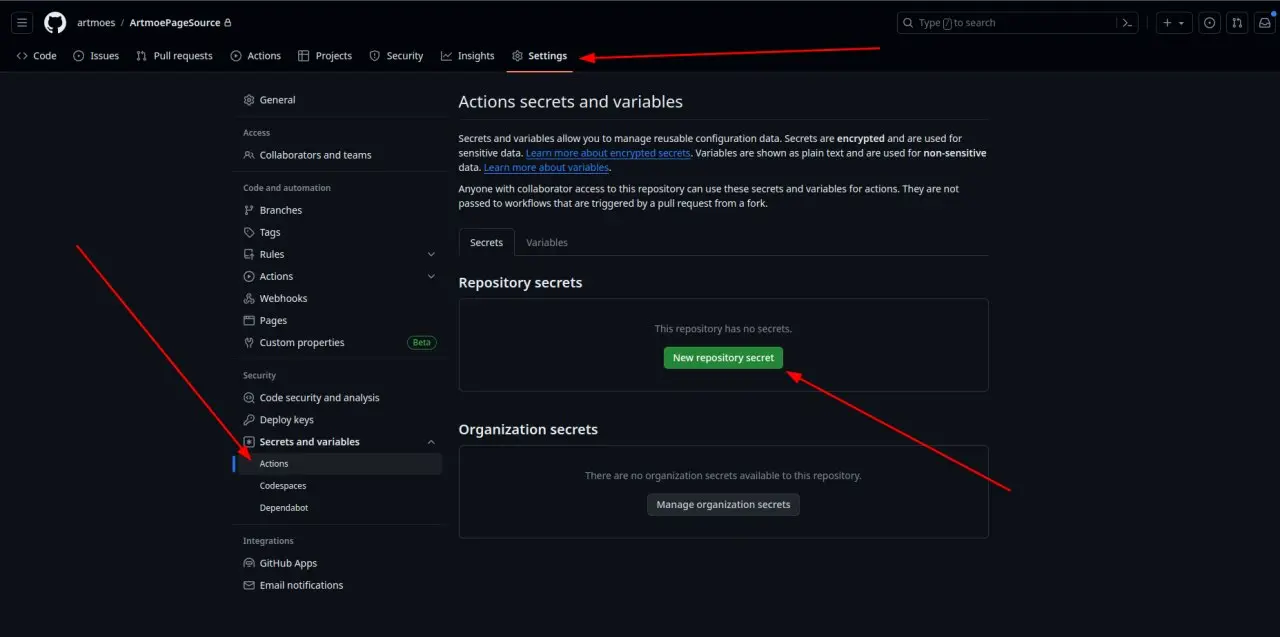 artmoes / ArtmoePageSource
Type / to search
Code Issues Pull requests Actions Projects Security Insights Settings
General
Access
Collaborators and teams
Code and automation
Branches
Tags
Rules
Actions
Webhooks
Pages
Custom properties Beta
Security
Code security and analysis
Deploy keys
Secrets and variables
Actions
Codespaces
Dependabot
Integrations
GitHub Apps
Email notifications
Actions secrets and variables
Secrets and variables allow you to manage reusable configuration data. Secrets are encrypted and are used for
sensitive data. Learn more about encrypted secrets. Variables are shown as plain text and are used for non-sensitive
data. Learn more about variables.
Anyone with collaborator access to this repository can use these secrets and variables for actions. They are not
passed to workflows that are triggered by a pull request from a fork.
Secrets Variables
Repository secrets
This repository has no secrets.
New repository secret
Organization secrets
There are no organization secrets available to this repository.
Manage organization secrets